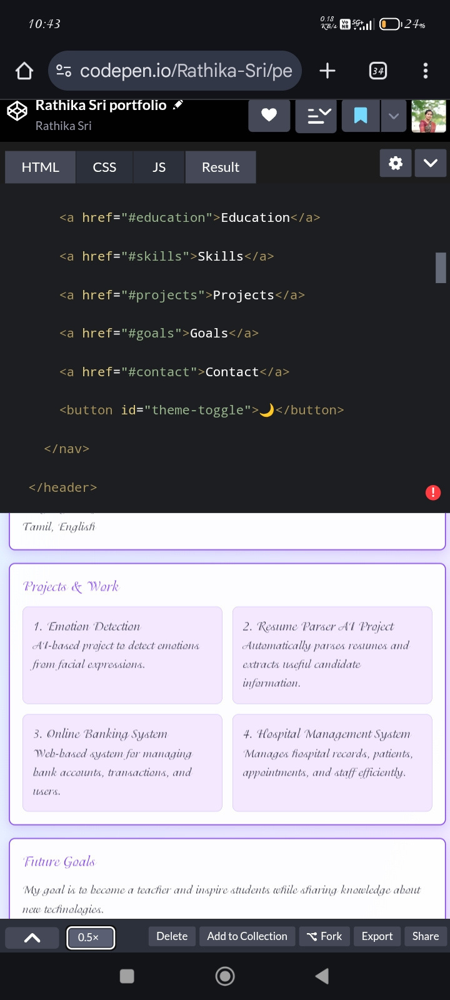 10:43
0.18
KB/s
Vo
NR
5G+
24%
codepen.io/Rathika-Sri/pe
34
Rathika Sri portfolio
Rathika Sri
HTML
CSS
JS
Result
<a href="#education">Education</a>
<a href="#skills">Skills</a>
<a href="#projects">Projects</a>
<a href="#goals">Goals</a>
<a href="#contact">Contact</a>
<button id="theme-toggle">🌙</button>
</nav>
</header>
Tamil, English
Projects & Work
1. Emotion Detection
AI-based project to detect emotions
from facial expressions.
2. Resume Parser AI Project
Automatically parses resumes and
extracts useful candidate
information.
3. Online Banking System
Web-based system for managing
bank accounts, transactions, and
users.
4. Hospital Management System
Manages hospital records, patients,
appointments, and staff efficiently.
Future Goals
My goal is to become a teacher and inspire students while sharing knowledge about
new technologies.
0.5×
Delete
Add to Collection
Fork
Export
Share